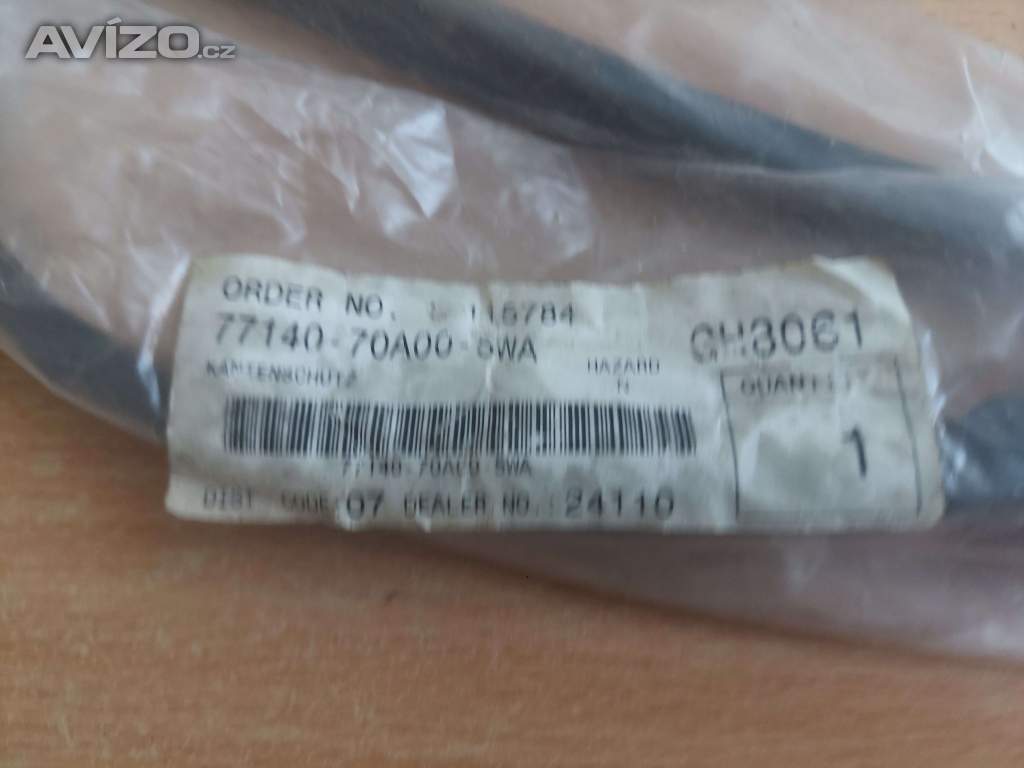 AVÍZO.cz
ORDER NO. 115784
77140-70A00-5WA GH3061
KANTENSCHUTZ HAZARD
N
QUANTITY
1
77140-70A00-5WA
DIST. CODE: 07 DEALER NO.: 24110